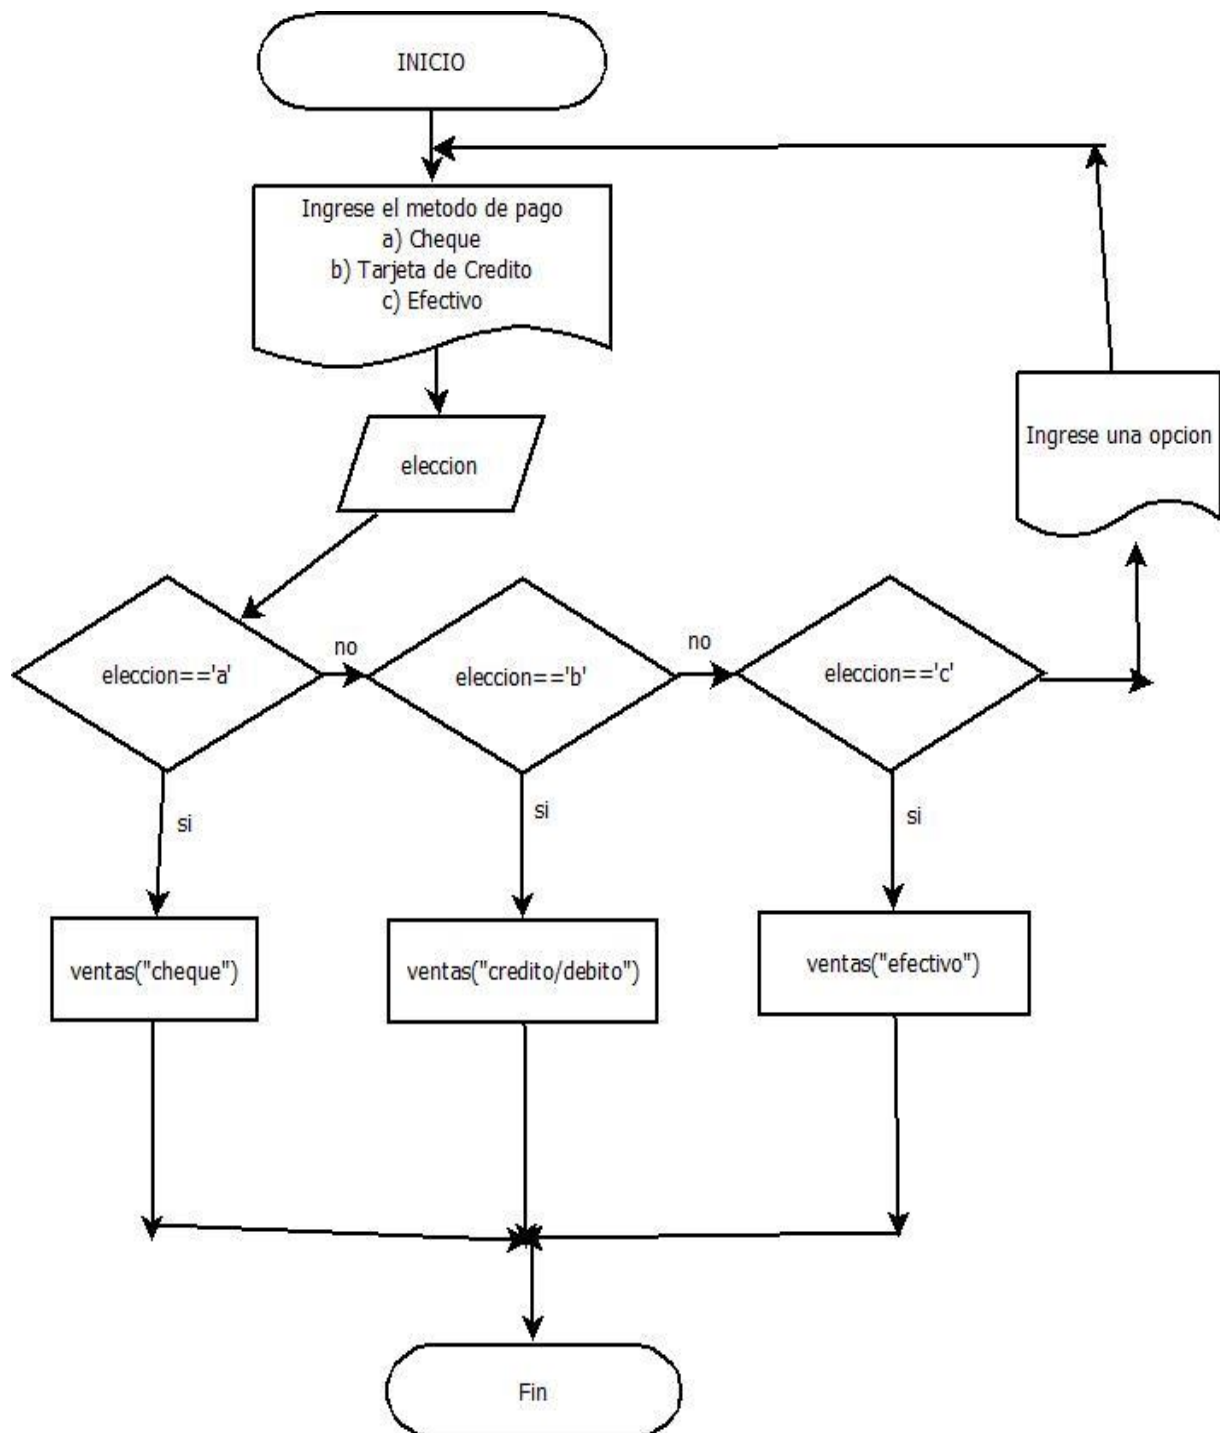 INICIO
Ingrese el metodo de pago
a) Cheque
b) Tarjeta de Credito
c) Efectivo
Ingrese una opcion
eleccion
eleccion=='a'
no
eleccion=='b'
no
eleccion=='c'
si
si
si
ventas("cheque")
ventas("credito/debito")
ventas("efectivo")
Fin